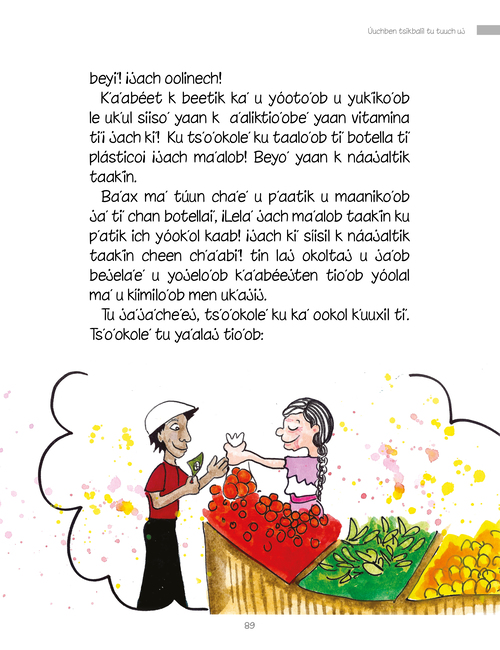 Úuchben tsikbalil tu tuuch uj
beyi'! ¡Jach oolinech!
K'a'abéet k beetik ka' u yóoto'ob u yuk'iko'ob
le uk'ul siiso' yaan k a'aliktio'obe' yaan vitamina
ti'i ¡Jach ki'! Ku ts'o'okole' ku taalo'ob ti' botella ti'
plásticoi ¡Jach ma'alob! Beyo' yaan k náajaltik
taak'in.
Ba'ax ma' túun cha'e' u p'aatik u maaniko'ob
ja' ti' chan botellai', ¡Lela' jach ma'alob taak'in ku
p'atik ich yóok'ol kaab! ¡Jach ki' siisil k náajaltik
taak'in cheen ch'a'abi'! tin laj okoltaj u ja'ob
bejela'e' u yojelo'ob k'a'abéejten tio'ob yóolal
ma' u kíimilo'ob men uk'ajij.
Tu ja'ja'che'ej, ts'o'okole' ku ka' ookol k'uuxil ti'.
Ts'o'okole' tu ya'alaj tio'ob:
89